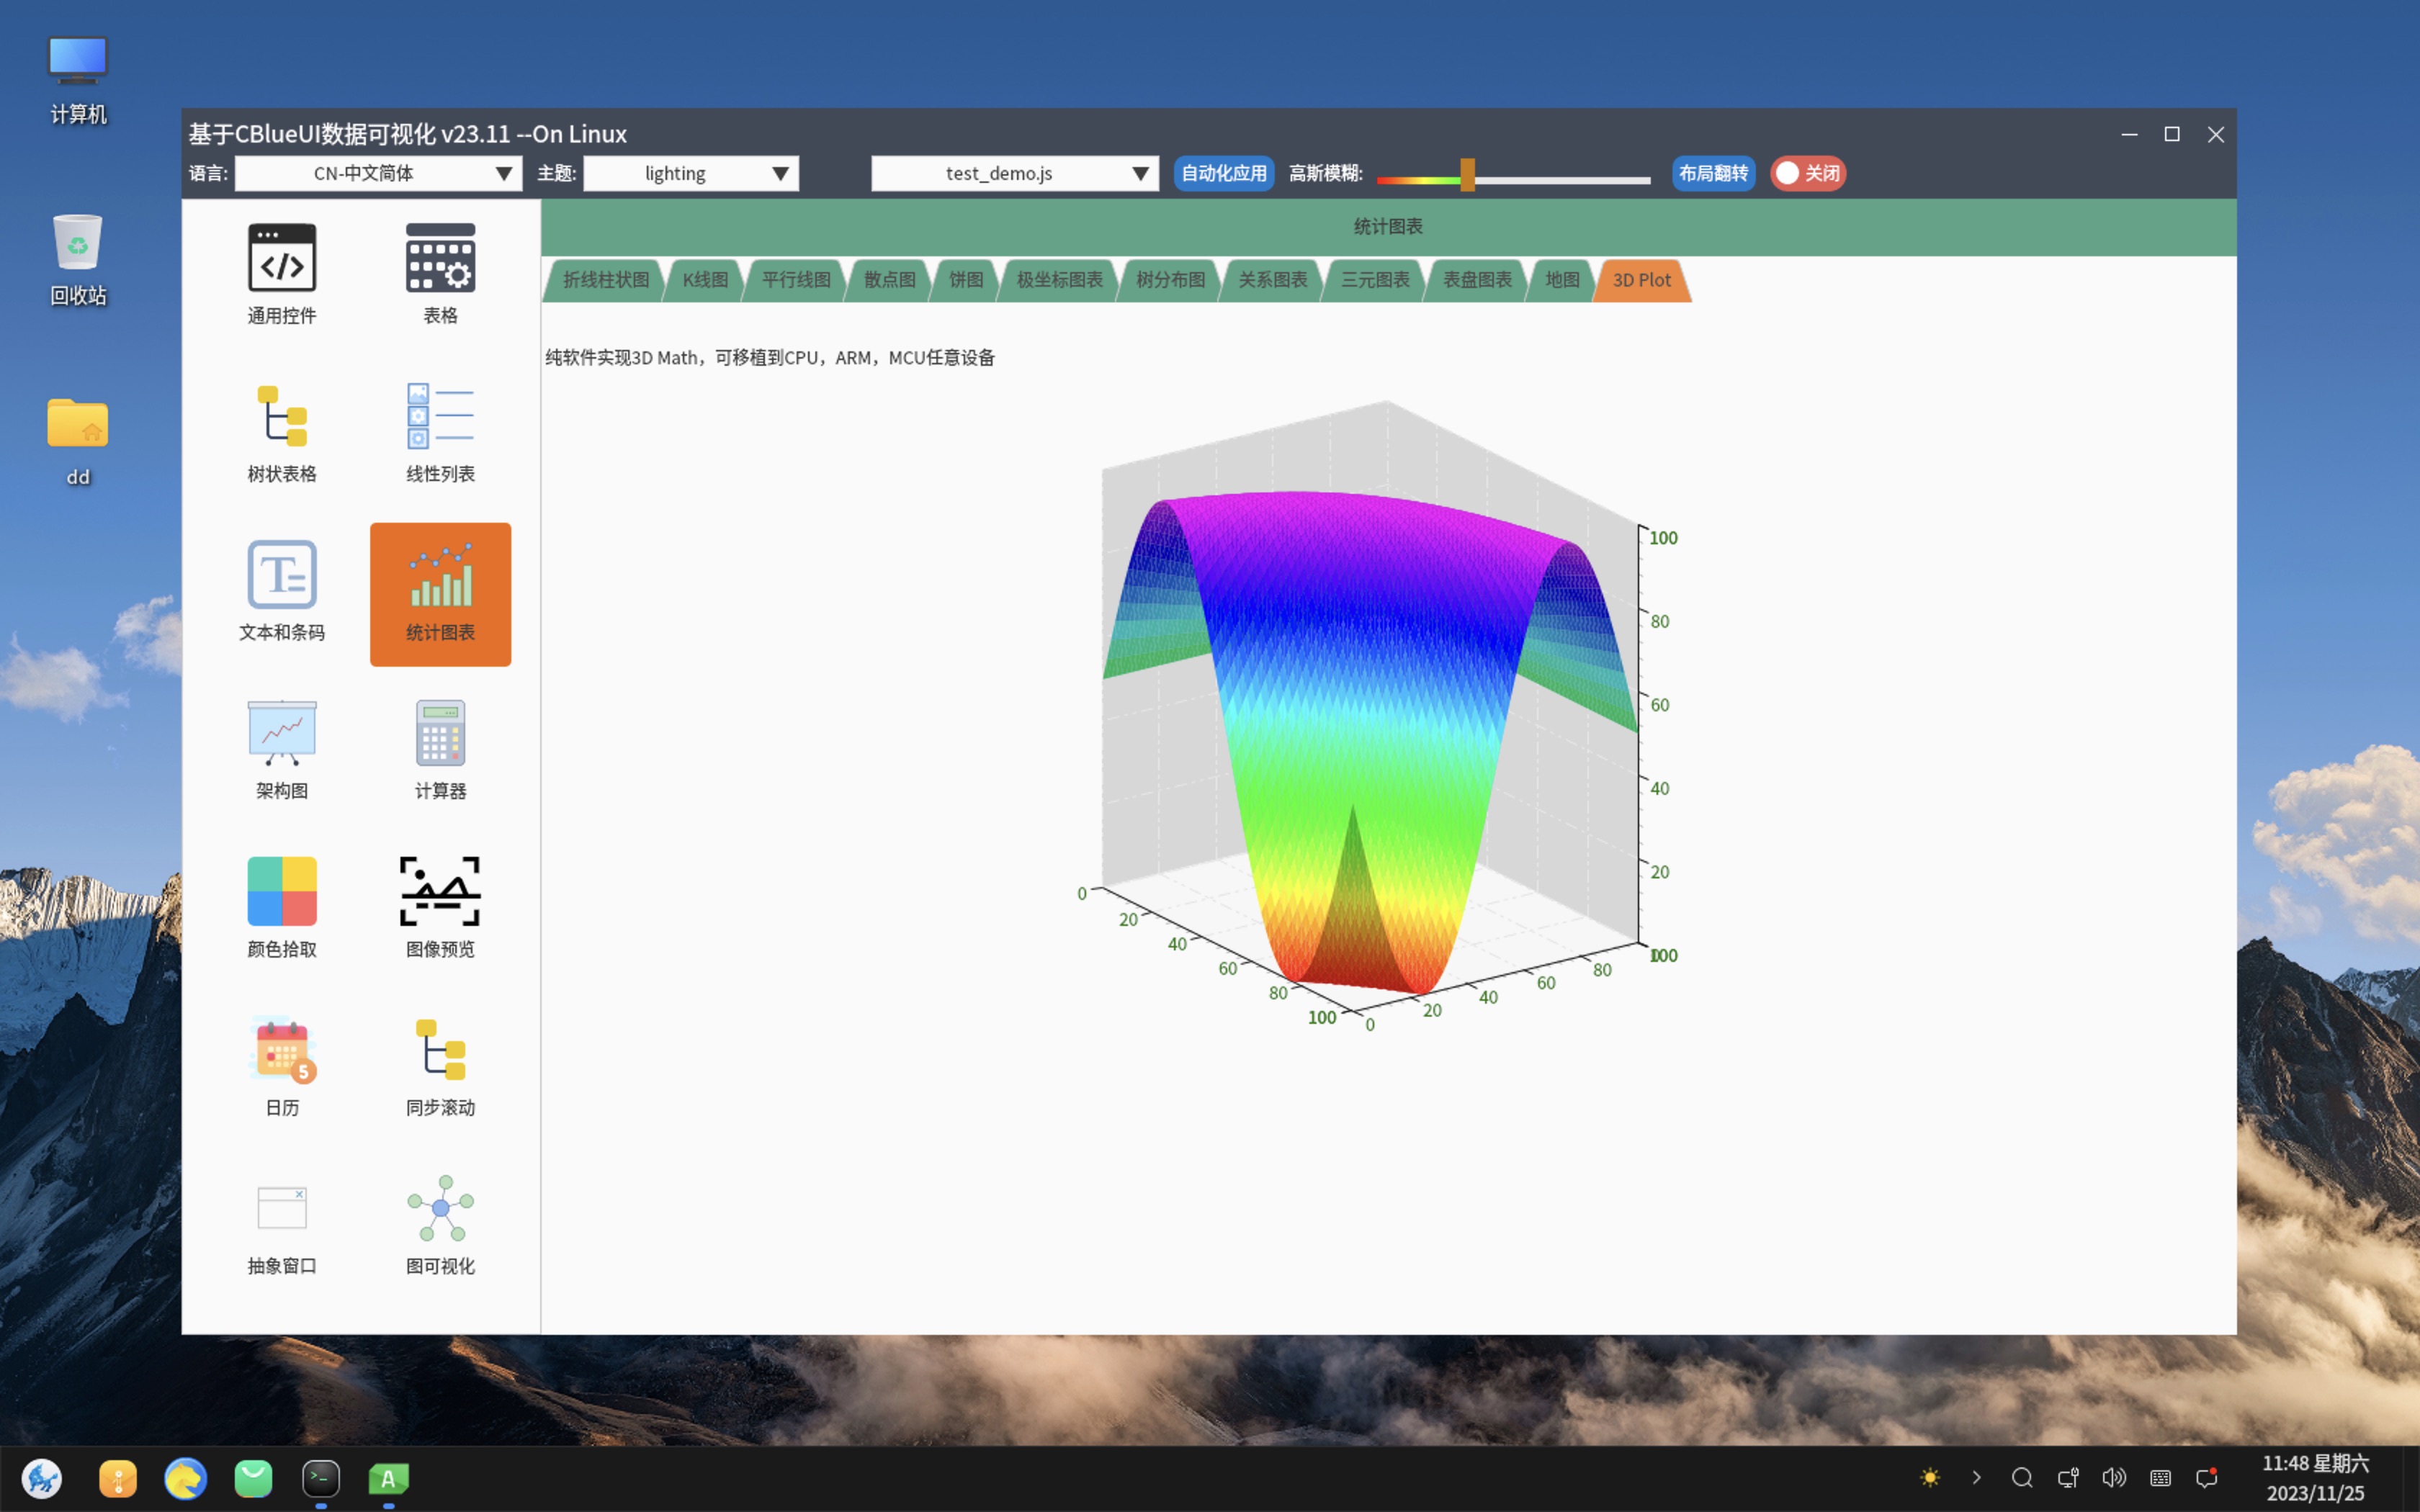 计算机
回收站
dd
基于CBlueUI数据可视化 v23.11 --On Linux
语言: CN-中文简体 主题: lighting test_demo.js 自动化应用 高斯模糊: 布局翻转 关闭
统计图表
折线柱状图 K线图 平行线图 散点图 饼图 极坐标图表 树分布图 关系图表 三元图表 表盘图表 地图 3D Plot
通用控件 表格
树状表格 线性列表
文本和条码 统计图表
架构图 计算器
颜色拾取 图像预览
5
日历 同步滚动
抽象窗口 图可视化
纯软件实现3D Math，可移植到CPU，ARM，MCU任意设备
100
80
60
40
20
0
20
40
60
80
100
0
20
40
60
80
100
11:48 星期六
2023/11/25